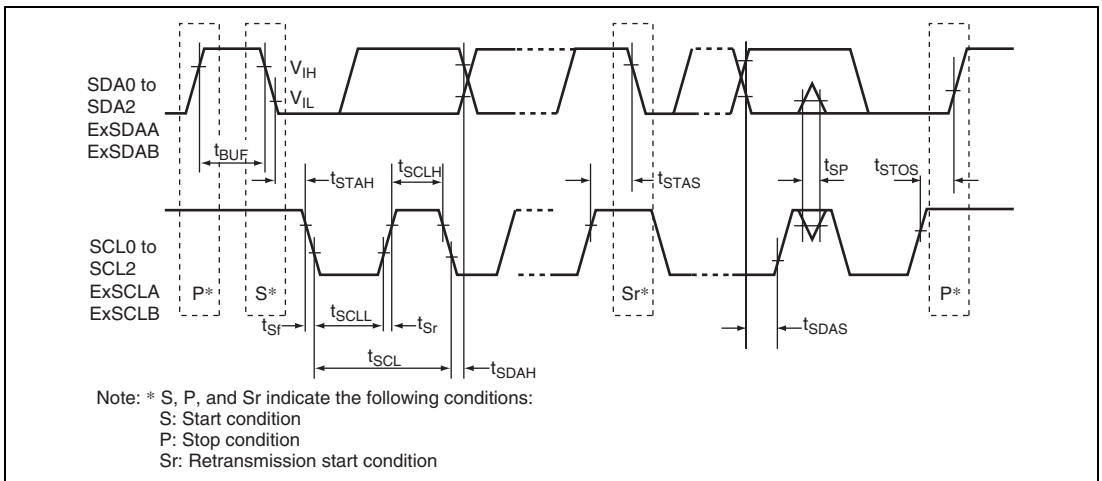 SDA0 to
SDA2
ExSDAA
ExSDAB
VIH
VIL
tBUF
tSTAH
tSCLH
tSTAS
tSP
tSTOS
SCL0 to
SCL2
ExSCLA
ExSCLB
P*
S*
Sr*
P*
tSf
tSCLL
tSr
tSCL
tSDAH
tSDAS
Note: * S, P, and Sr indicate the following conditions:
S: Start condition
P: Stop condition
Sr: Retransmission start condition